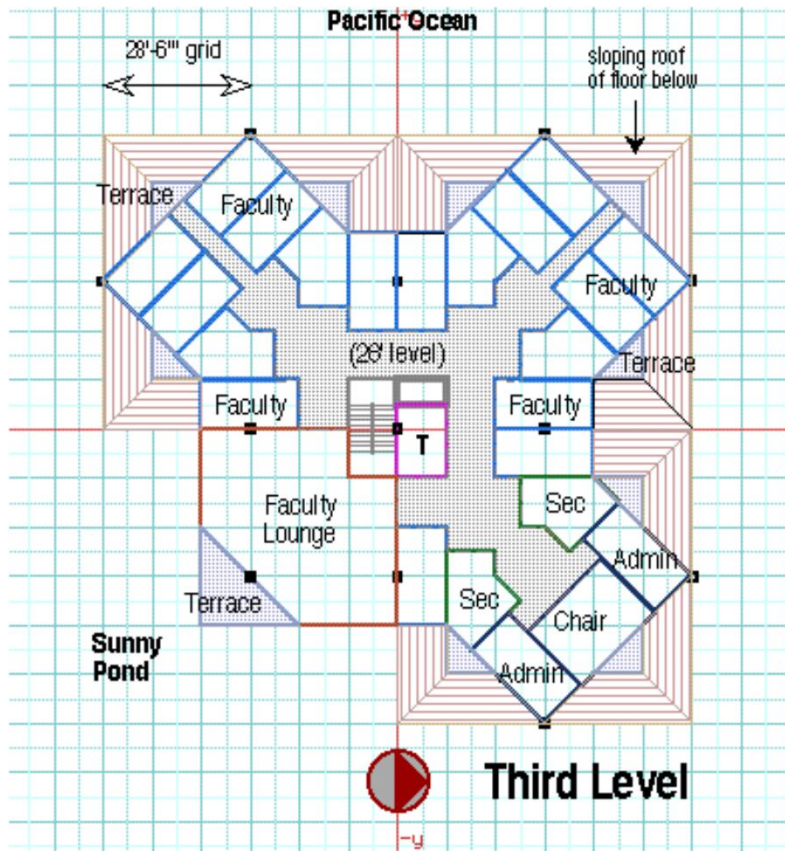 Pacific Ocean
28'-6"' grid
sloping roof
of floor below
Terrace
Faculty
Faculty
(26' level)
Terrace
Faculty
Faculty
T
Faculty
Lounge
Sec
Admin
Terrace
Sec
Chair
Sunny
Pond
Admin
Third Level
-y